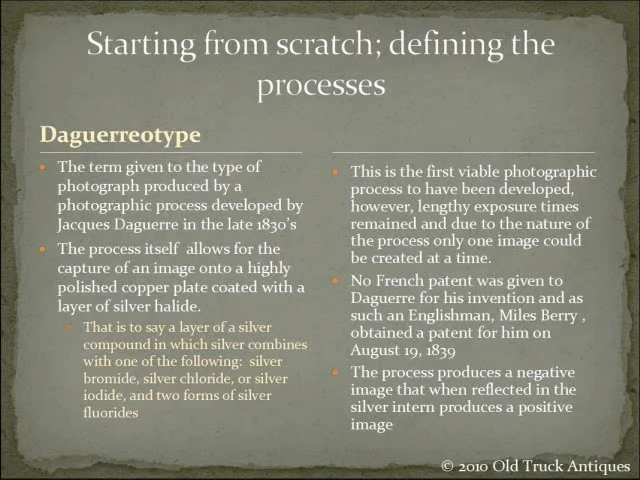 Starting from scratch; defining the
processes
Daguerreotype
The term given to the type of
photograph produced by a
photographic process developed by
Jacques Daguerre in the late 1830's
The process itself allows for the
capture of an image onto a highly
polished copper plate coated with a
layer of silver halide.
That is to say a layer of a silver
compound in which silver combines
with one of the following: silver
bromide, silver chloride, or silver
iodide, and two forms of silver
fluorides
This is the first viable photographic
process to have been developed,
however, lengthy exposure times
remained and due to the nature of
the process only one image could
be created at a time.
No French patent was given to
Daguerre for his invention and as
such an Englishman, Miles Berry ,
obtained a patent for him on
August 19, 1839
The process produces a negative
image that when reflected in the
silver intern produces a positive
image
© 2010 Old Truck Antiques